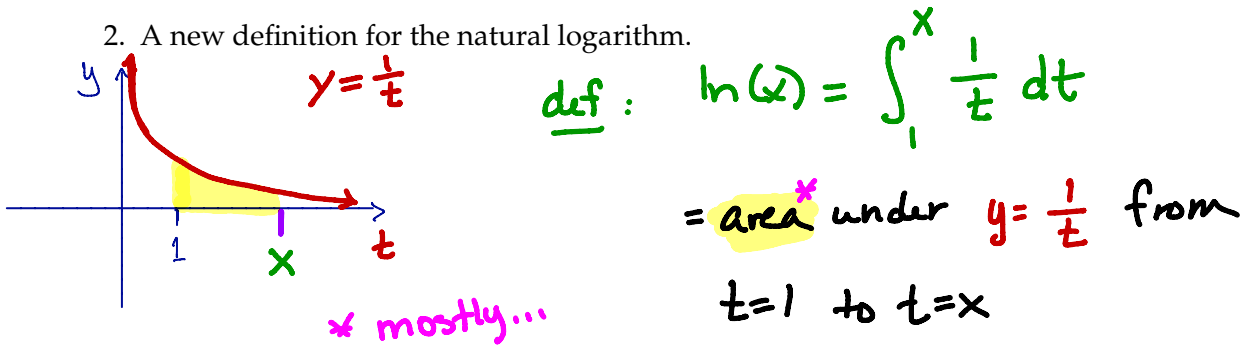 2. A new definition for the natural logarithm.
y
y = 1/t
def : ln(x) = ∫₁ˣ 1/t dt
= area* under y = 1/t from
1
x
t
t=1 to t=x
* mostly...